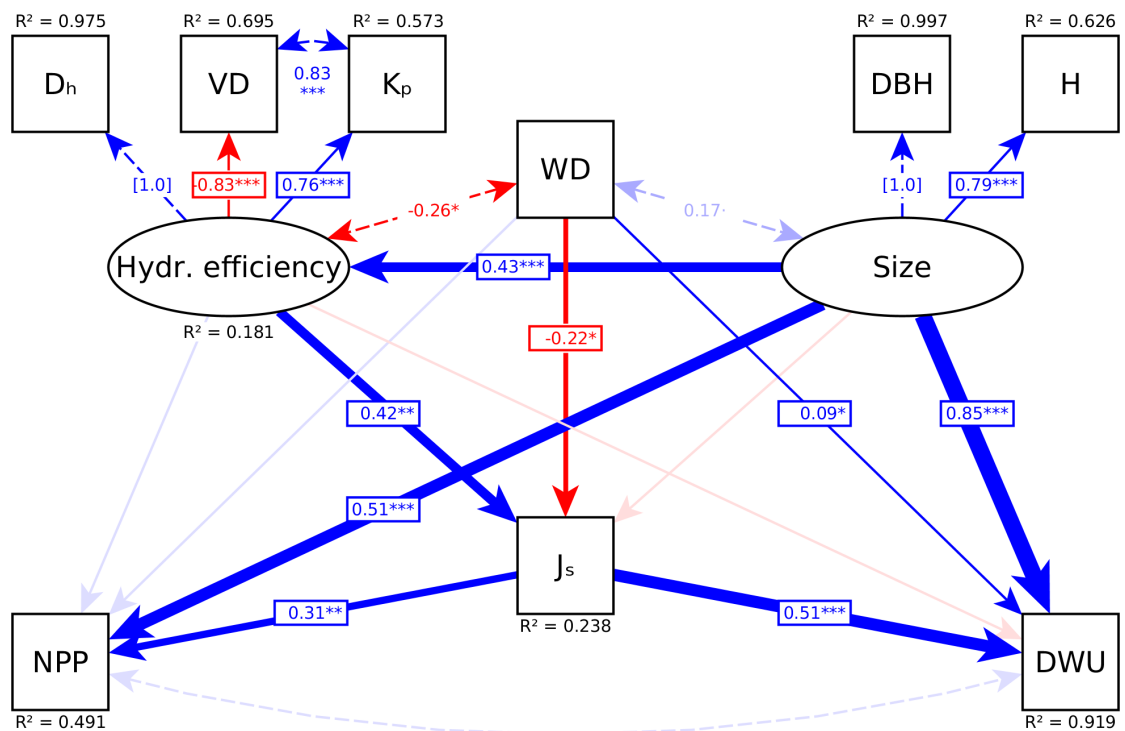 R² = 0.975
R² = 0.695
R² = 0.573
R² = 0.997
R² = 0.626
Dₕ
VD
0.83
***
Kₚ
DBH
H
WD
[1.0]
-0.83***
0.76***
[1.0]
0.79***
-0.26*
0.17·
Hydr. efficiency
0.43***
Size
R² = 0.181
-0.22*
0.42**
0.09*
0.85***
0.51***
Jₛ
0.31**
0.51***
R² = 0.238
NPP
DWU
R² = 0.491
R² = 0.919